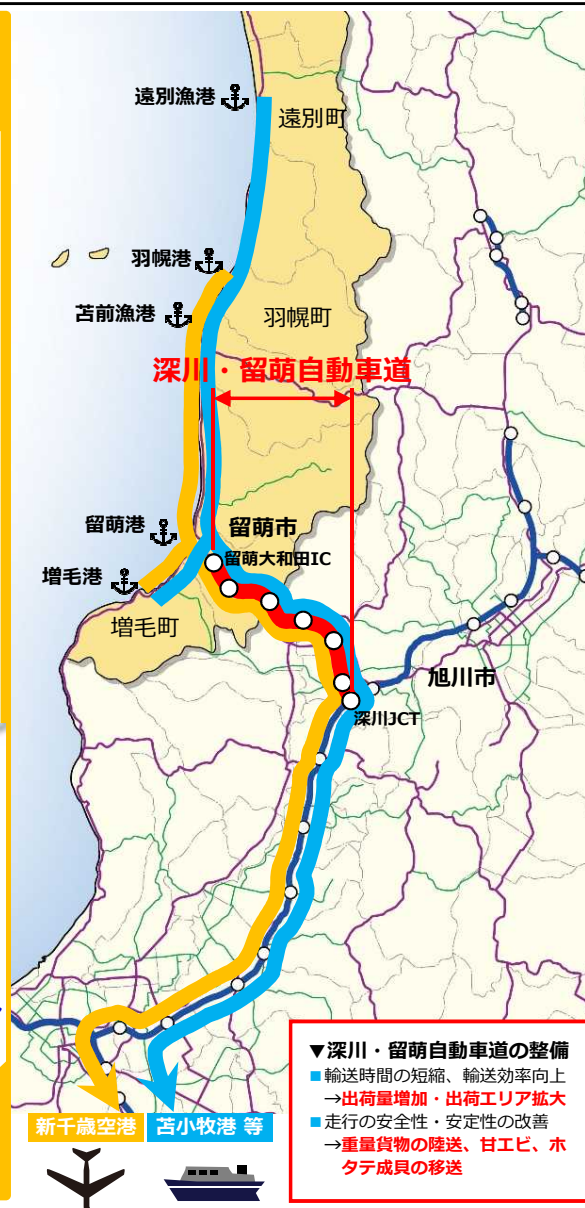 遠別漁港
遠別町
羽幌港
苫前漁港
羽幌町
深川・留萌自動車道
留萌港
留萌市
留萌大和田IC
増毛港
増毛町
旭川市
深川JCT
新千歳空港
苫小牧港 等
▼深川・留萌自動車道の整備
■輸送時間の短縮、輸送効率向上
→出荷量増加・出荷エリア拡大
■走行の安全性・安定性の改善
→重量貨物の陸送、甘エビ、ホ
タテ成貝の移送